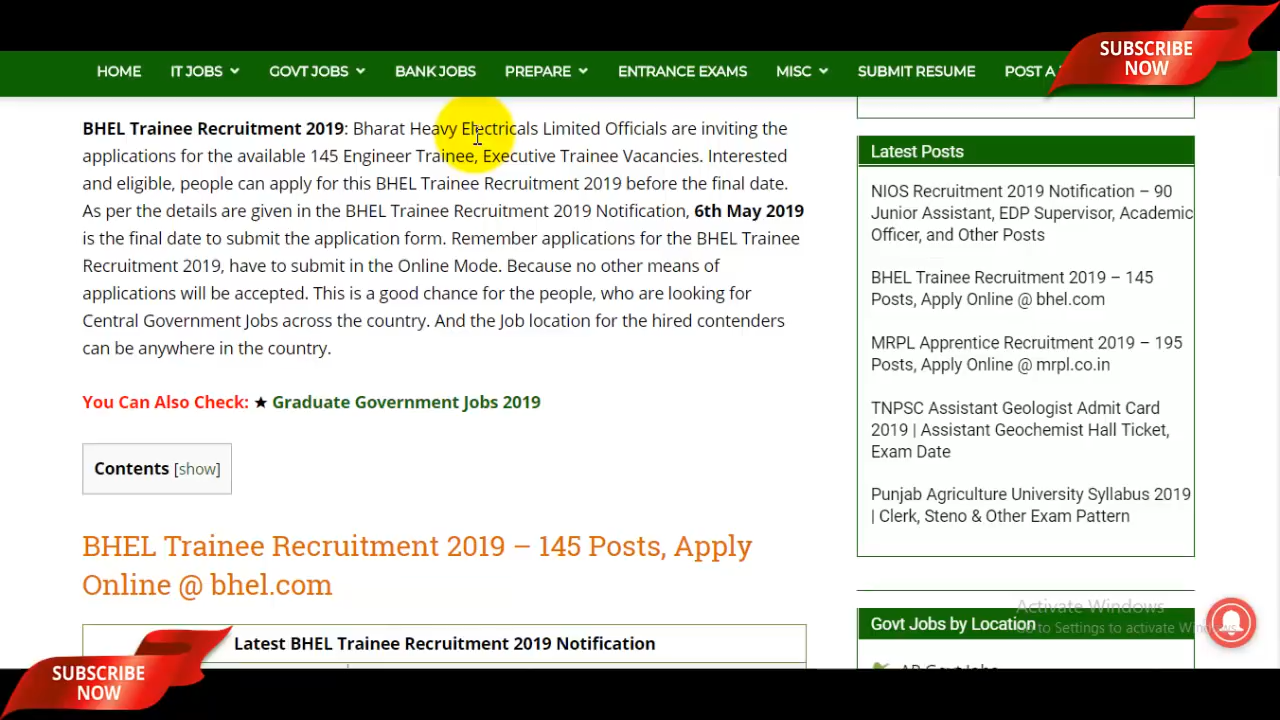 SUBSCRIBE
NOW
HOME IT JOBS GOVT JOBS BANK JOBS PREPARE ENTRANCE EXAMS MISC SUBMIT RESUME POST A
BHEL Trainee Recruitment 2019: Bharat Heavy Electricals Limited Officials are inviting the
applications for the available 145 Engineer Trainee, Executive Trainee Vacancies. Interested
and eligible, people can apply for this BHEL Trainee Recruitment 2019 before the final date.
As per the details are given in the BHEL Trainee Recruitment 2019 Notification, 6th May 2019
is the final date to submit the application form. Remember applications for the BHEL Trainee
Recruitment 2019, have to submit in the Online Mode. Because no other means of
applications will be accepted. This is a good chance for the people, who are looking for
Central Government Jobs across the country. And the Job location for the hired contenders
can be anywhere in the country.
You Can Also Check: ★ Graduate Government Jobs 2019
Contents [show]
BHEL Trainee Recruitment 2019 – 145 Posts, Apply
Online @ bhel.com
Latest BHEL Trainee Recruitment 2019 Notification
SUBSCRIBE
NOW
Latest Posts
NIOS Recruitment 2019 Notification – 90
Junior Assistant, EDP Supervisor, Academic
Officer, and Other Posts
BHEL Trainee Recruitment 2019 – 145
Posts, Apply Online @ bhel.com
MRPL Apprentice Recruitment 2019 – 195
Posts, Apply Online @ mrpl.co.in
TNPSC Assistant Geologist Admit Card
2019 | Assistant Geochemist Hall Ticket,
Exam Date
Punjab Agriculture University Syllabus 2019
| Clerk, Steno & Other Exam Pattern
Activate Windows
Go to Settings to activate Windows.
Govt Jobs by Location
AP Govt Jobs